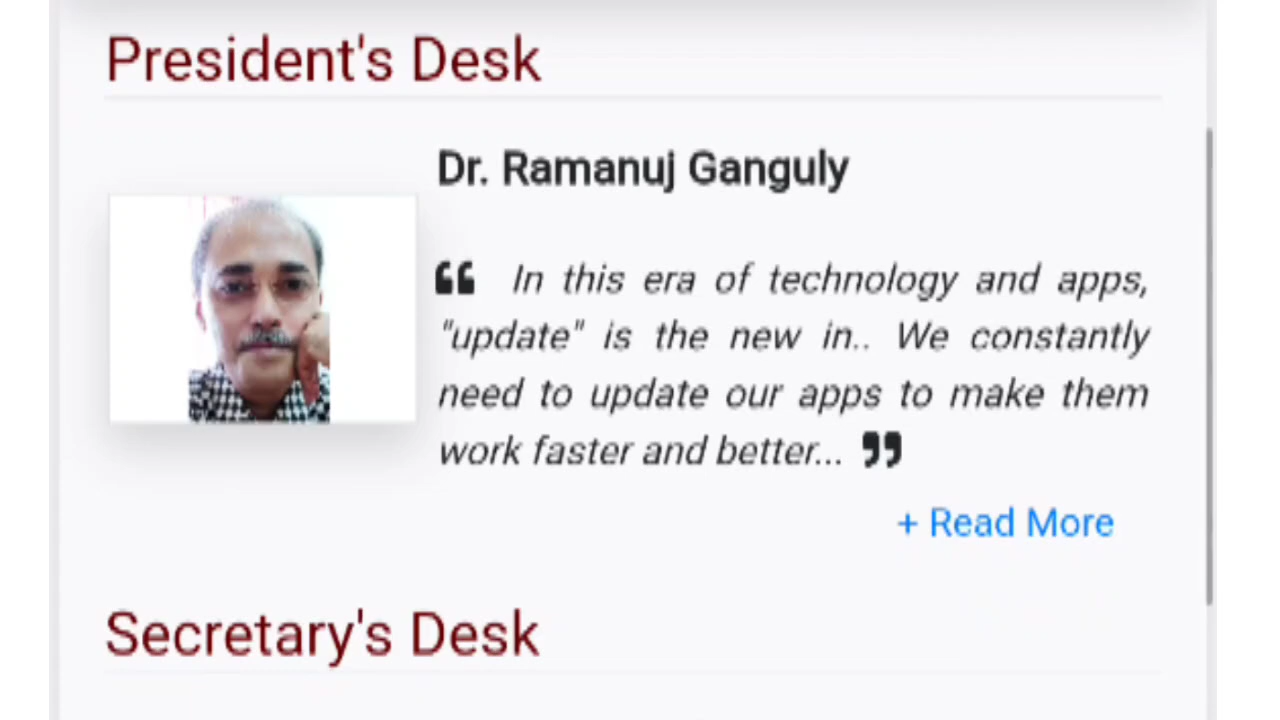 President's Desk
Dr. Ramanuj Ganguly
❝ In this era of technology and apps,
"update" is the new in.. We constantly
need to update our apps to make them
work faster and better... ❞
+ Read More
Secretary's Desk